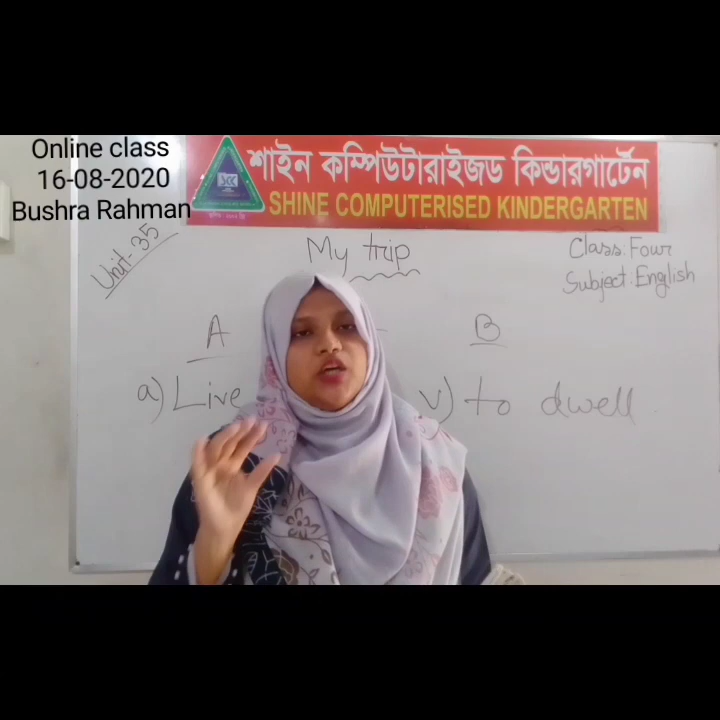 Online class
16-08-2020
Bushra Rahman
শাইন কম্পিউটারাইজড কিন্ডারগার্টেন
SHINE COMPUTERISED KINDERGARTEN
Unit-35
My trip
Class: Four
Subject: English
A
B
a) Live
v) to dwell